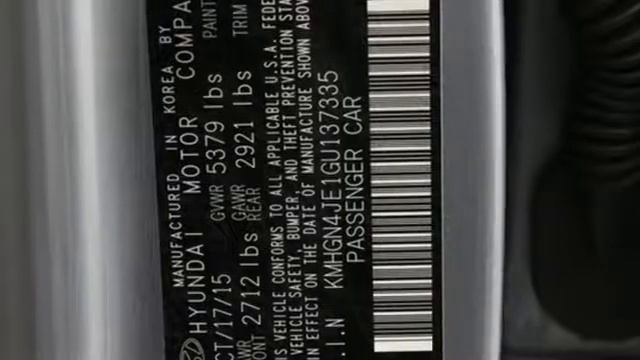 MANUFACTURED IN KOREA BY
HYUNDAI MOTOR COMPA
CT/17/15 GVWR 5379 lbs PAINT
WR
ONT 2712 lbs GAWR REAR 2921 lbs TRIM
IS VEHICLE CONFORMS TO ALL APPLICABLE U.S.A. FEDE
VEHICLE SAFETY, BUMPER, AND THEFT PREVENTION STA
IN EFFECT ON THE DATE OF MANUFACTURE SHOWN ABOV
.I.N KMHGN4JE1GU137335
PASSENGER CAR